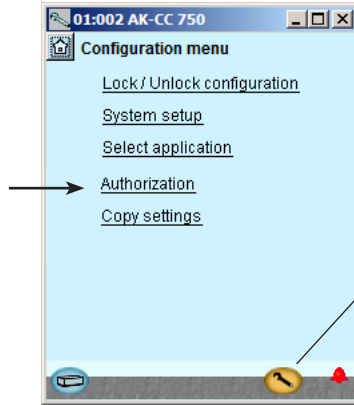 01:002 AK-CC 750
Configuration menu
Lock / Unlock configuration
System setup
Select application
Authorization
Copy settings